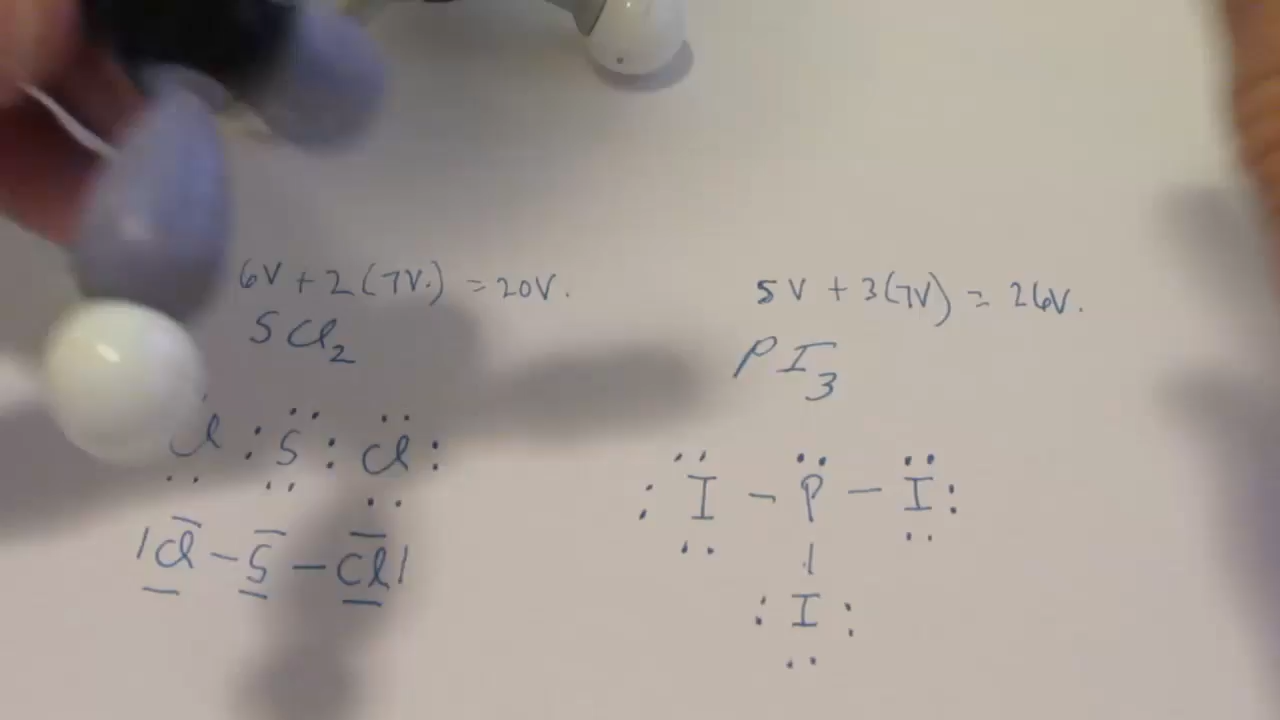 6V + 2(7V.) = 20V.
SCl2
:S:Cl:
|Cl-S-Cl|
5V + 3(7V) = 26V.
PI3
:I-P-I:
|
:I: